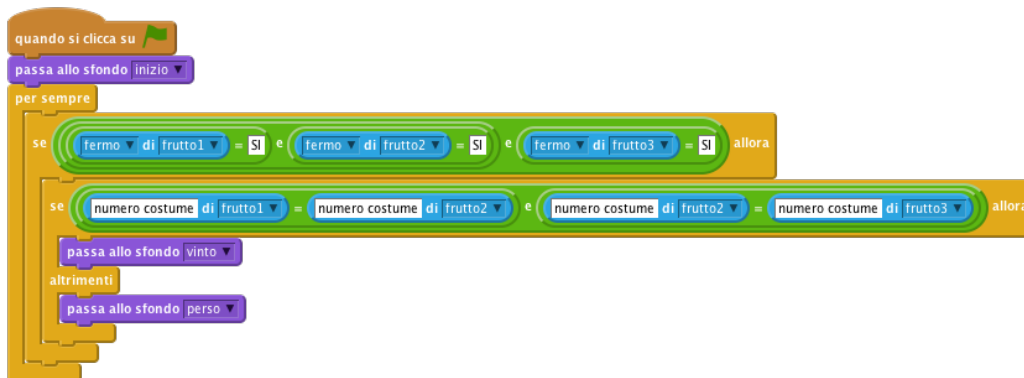 quando si clicca su
passa allo sfondo inizio
per sempre
se fermo di frutto1 = SI e fermo di frutto2 = SI e fermo di frutto3 = SI allora
se numero costume di frutto1 = numero costume di frutto2 e numero costume di frutto2 = numero costume di frutto3 allora
passa allo sfondo vinto
altrimenti
passa allo sfondo perso